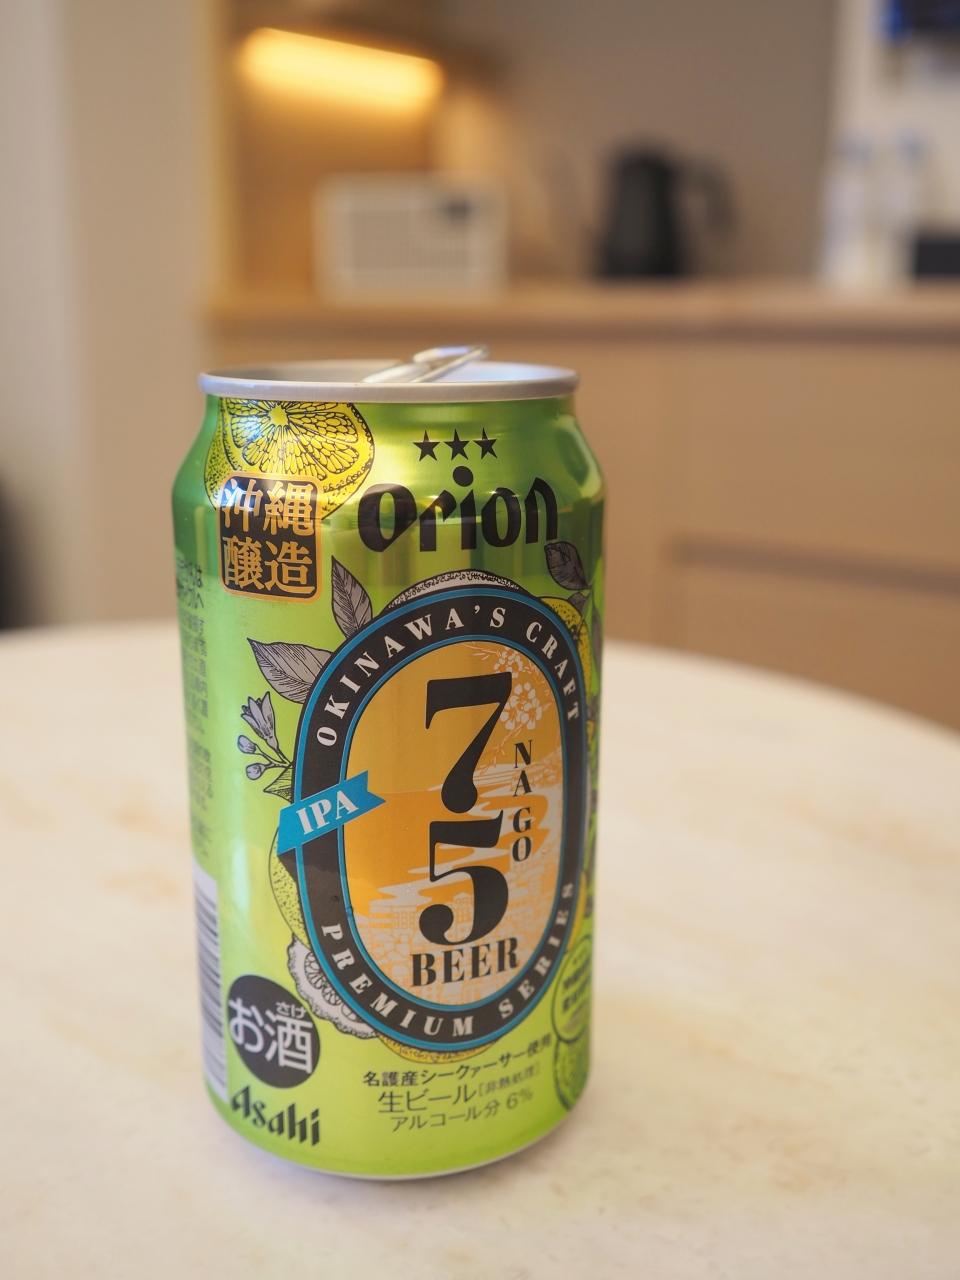 沖縄
醸造
orion
OKINAWA'S CRAFT
75
NAGO
BEER
IPA
PREMIUM SERIES
お酒
さけ
Asahi
名護産シークヮーサー使用
生ビール[非熱処理]
アルコール分 6%